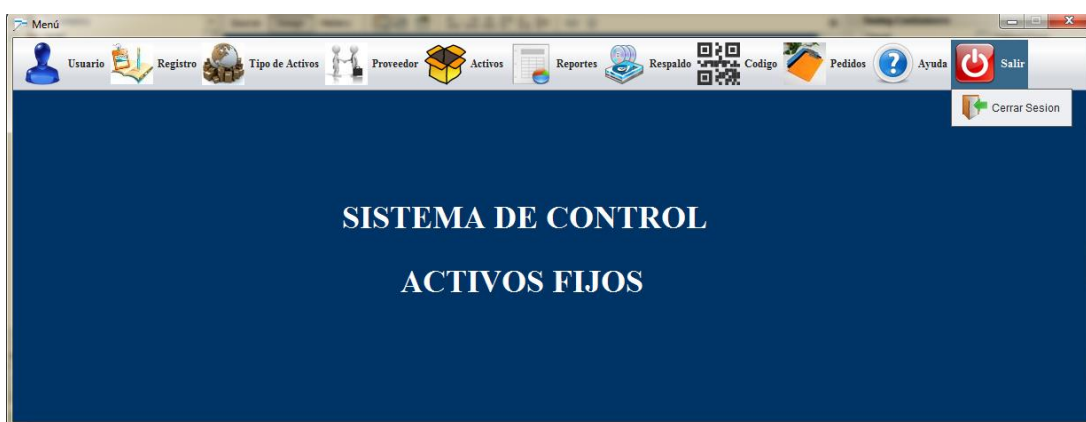 Menú
Usuario Registro Tipo de Activos Proveedor Activos Reportes Respaldo Codigo Pedidos Ayuda Salir
Cerrar Sesion
SISTEMA DE CONTROL
ACTIVOS FIJOS